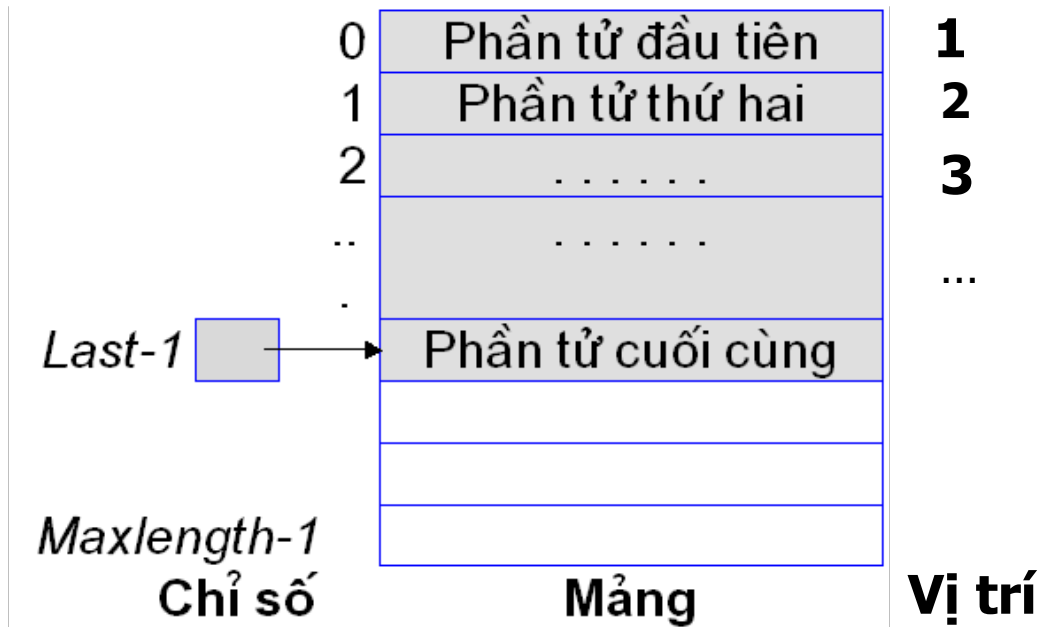 0 Phần tử đầu tiên 1
1 Phần tử thứ hai 2
2 . . . . . . 3
.. . . . . . . ...
.
Last-1 Phần tử cuối cùng
Maxlength-1
Chỉ số Mảng Vị trí